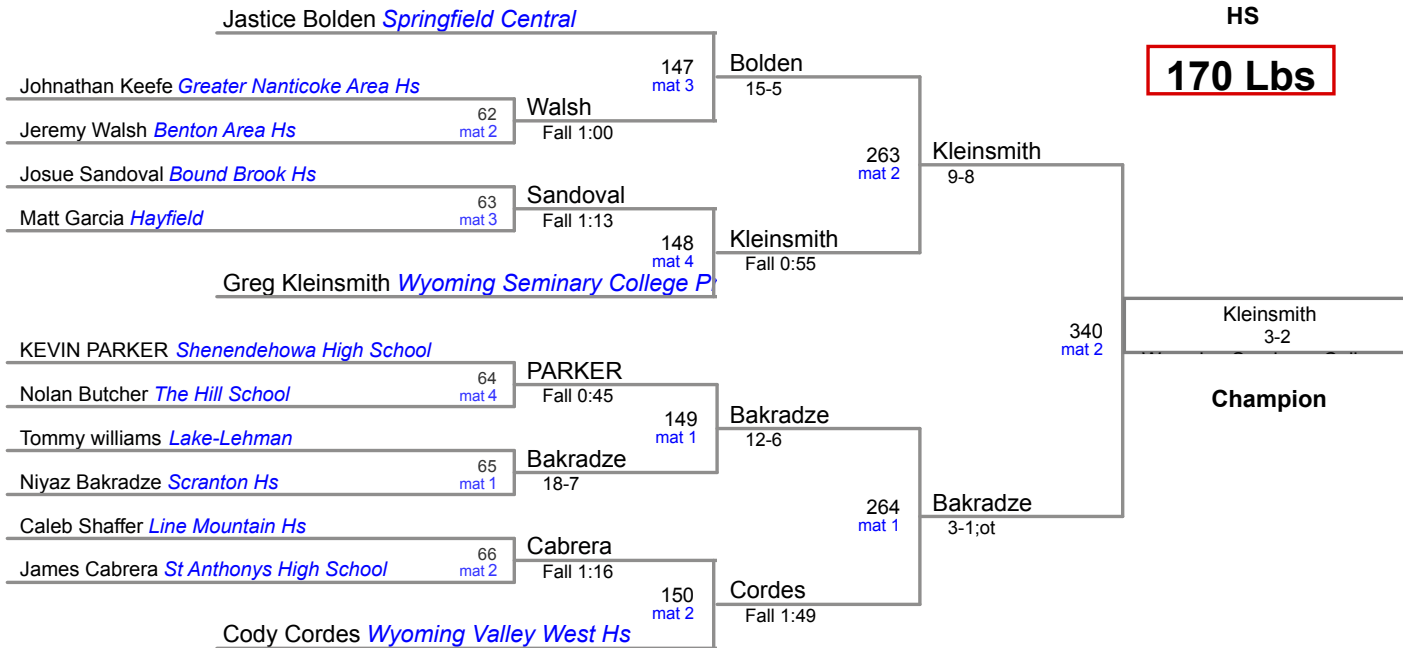 Jastice Bolden Springfield Central
HS
170 Lbs
147
mat 3
Bolden
15-5
Johnathan Keefe Greater Nanticoke Area Hs
62
mat 2
Walsh
Fall 1:00
Jeremy Walsh Benton Area Hs
263
mat 2
Kleinsmith
9-8
Josue Sandoval Bound Brook Hs
63
mat 3
Sandoval
Fall 1:13
Matt Garcia Hayfield
148
mat 4
Kleinsmith
Fall 0:55
Greg Kleinsmith Wyoming Seminary College P
340
mat 2
Kleinsmith
3-2
Champion
KEVIN PARKER Shenendehowa High School
64
mat 4
PARKER
Fall 0:45
Nolan Butcher The Hill School
149
mat 1
Bakradze
12-6
Tommy williams Lake-Lehman
65
mat 1
Bakradze
18-7
Niyaz Bakradze Scranton Hs
264
mat 1
Bakradze
3-1;ot
Caleb Shaffer Line Mountain Hs
66
mat 2
Cabrera
Fall 1:16
James Cabrera St Anthonys High School
150
mat 2
Cordes
Fall 1:49
Cody Cordes Wyoming Valley West Hs